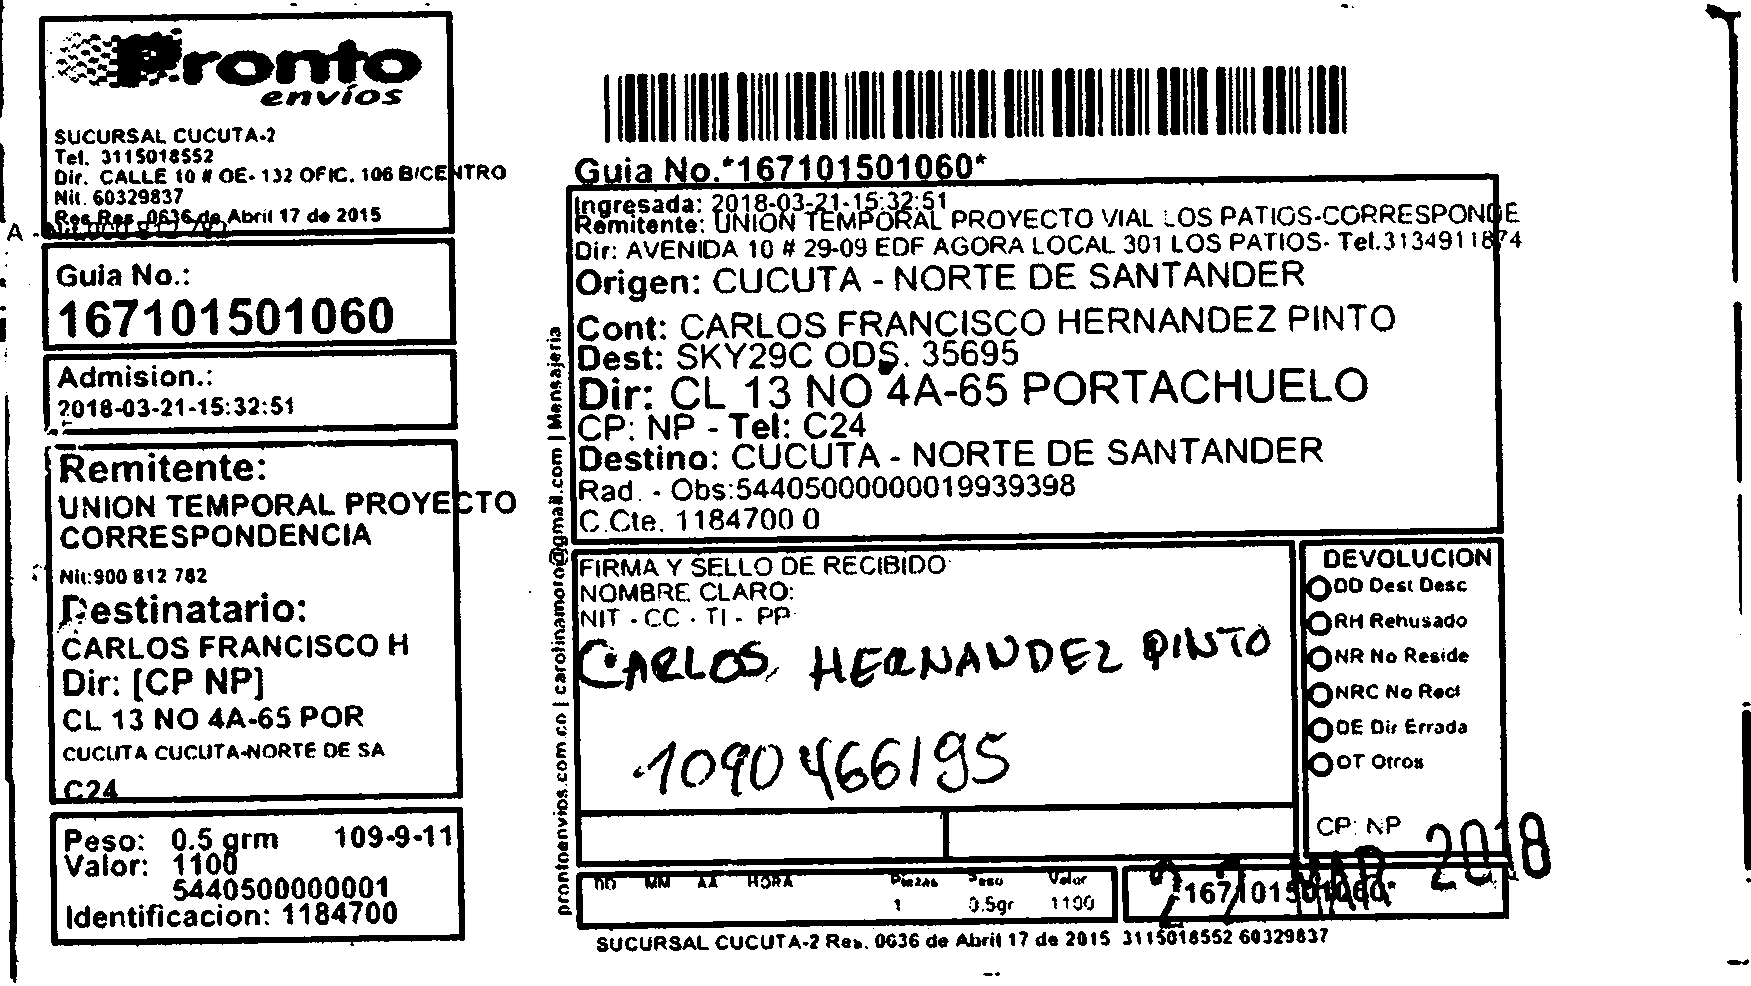 Pronto
envíos
SUCURSAL CUCUTA-2
Tel. 3115018552
Dir. CALLE 10 # OE- 132 OFIC. 106 B/CENTRO
Nit. 60329837
Res Res. 0636 de Abril 17 de 2015
Guia No.:
167101501060
Admision.:
2018-03-21-15:32:51
Remitente:
UNION TEMPORAL PROYECTO
CORRESPONDENCIA
Nit:900 812 782
Destinatario:
CARLOS FRANCISCO H
Dir: [CP NP]
CL 13 NO 4A-65 POR
CUCUTA CUCUTA-NORTE DE SA
C24
Peso: 0.5 grm 109-9-11
Valor: 1100
5440500000001
Identificacion: 1184700
prontoenvios.com.co | carolinamoro@gmail.com | Mensajeria
Guia No.*167101501060*
Ingresada: 2018-03-21-15:32:51
Remitente: UNION TEMPORAL PROYECTO VIAL LOS PATIOS-CORRESPONDE
Dir: AVENIDA 10 # 29-09 EDF AGORA LOCAL 301 LOS PATIOS- Tel.3134911874
Origen: CUCUTA - NORTE DE SANTANDER
Cont: CARLOS FRANCISCO HERNANDEZ PINTO
Dest: SKY29C ODS. 35695
Dir: CL 13 NO 4A-65 PORTACHUELO
CP: NP - Tel: C24
Destino: CUCUTA - NORTE DE SANTANDER
Rad. - Obs:54405000000019939398
C.Cte. 1184700 0
FIRMA Y SELLO DE RECIBIDO
NOMBRE CLARO:
NIT - CC - TI - PP
CARLOS HERNANDEZ PINTO
1090466195
DEVOLUCION
DD Dest Desc
RH Rehusado
NR No Reside
NRC No Recl
DE Dir Errada
OT Otros
CP: NP
DD MM AA HORA Piezas Peso Valor
1 0.5gr 1100
*167101501060*
MAR 2018
SUCURSAL CUCUTA-2 Res. 0636 de Abril 17 de 2015 3115018552 60329837